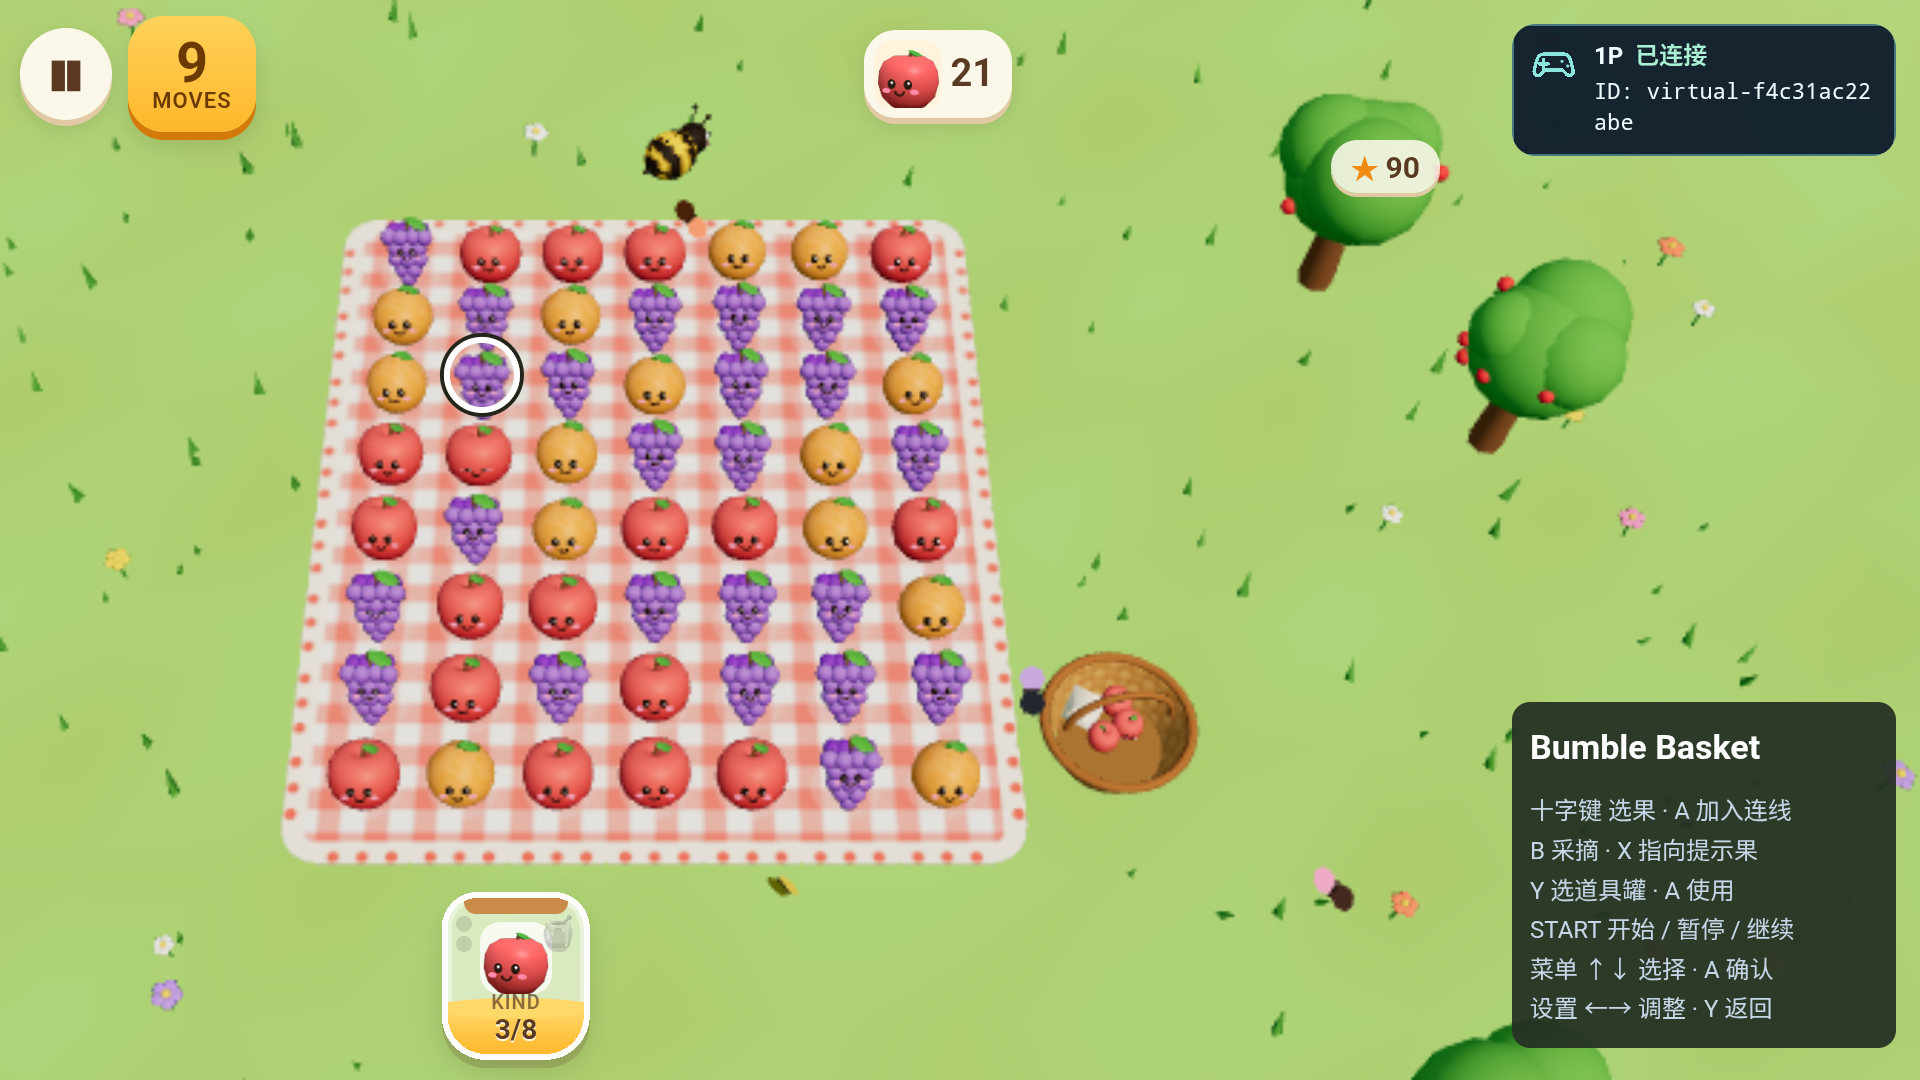 9
MOVES
21
1P 已连接
ID: virtual-f4c31ac22
abe
★ 90
KIND
3/8
Bumble Basket
十字键 选果 · A 加入连线
B 采摘 · X 指向提示果
Y 选道具罐 · A 使用
START 开始 / 暂停 / 继续
菜单 ↑↓ 选择 · A 确认
设置 ←→ 调整 · Y 返回